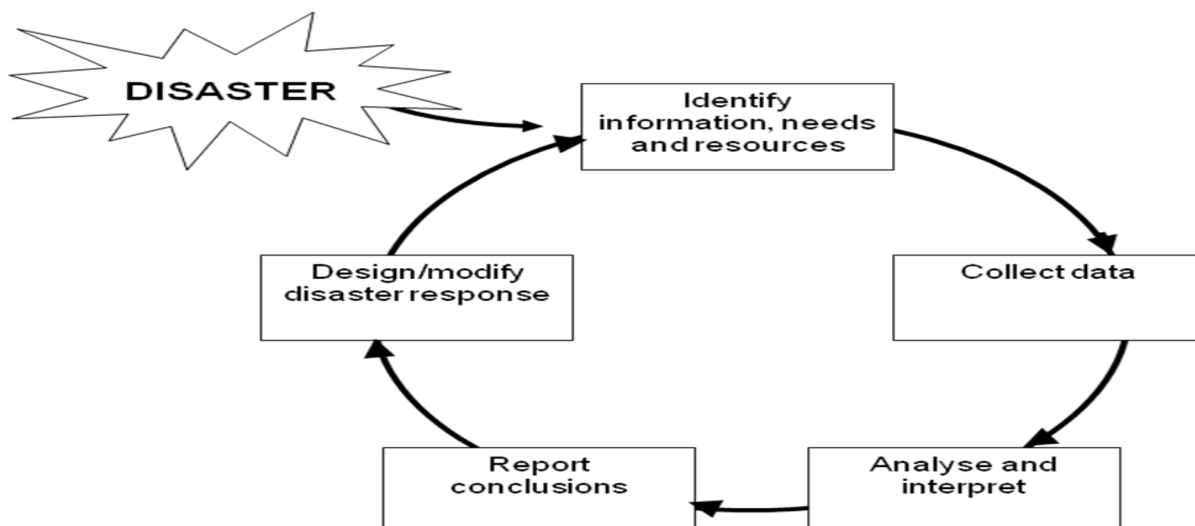 DISASTER
Identify
information, needs
and resources
Collect data
Analyse and
interpret
Report
conclusions
Design/modify
disaster response